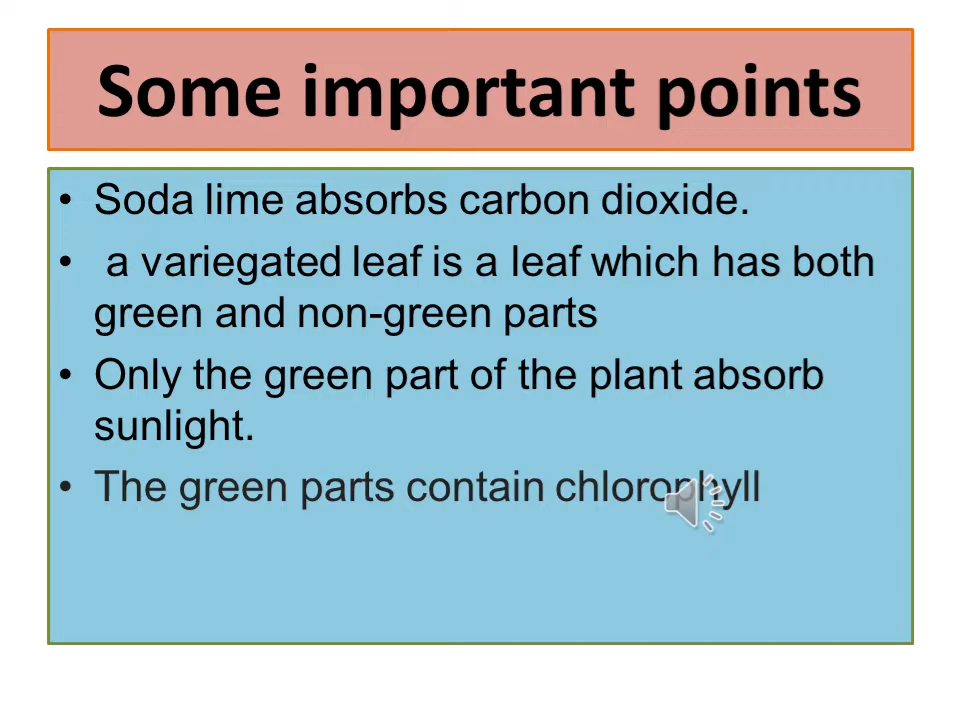 Some important points
• Soda lime absorbs carbon dioxide.
• a variegated leaf is a leaf which has both
green and non-green parts
• Only the green part of the plant absorb
sunlight.
• The green parts contain chlorophyll